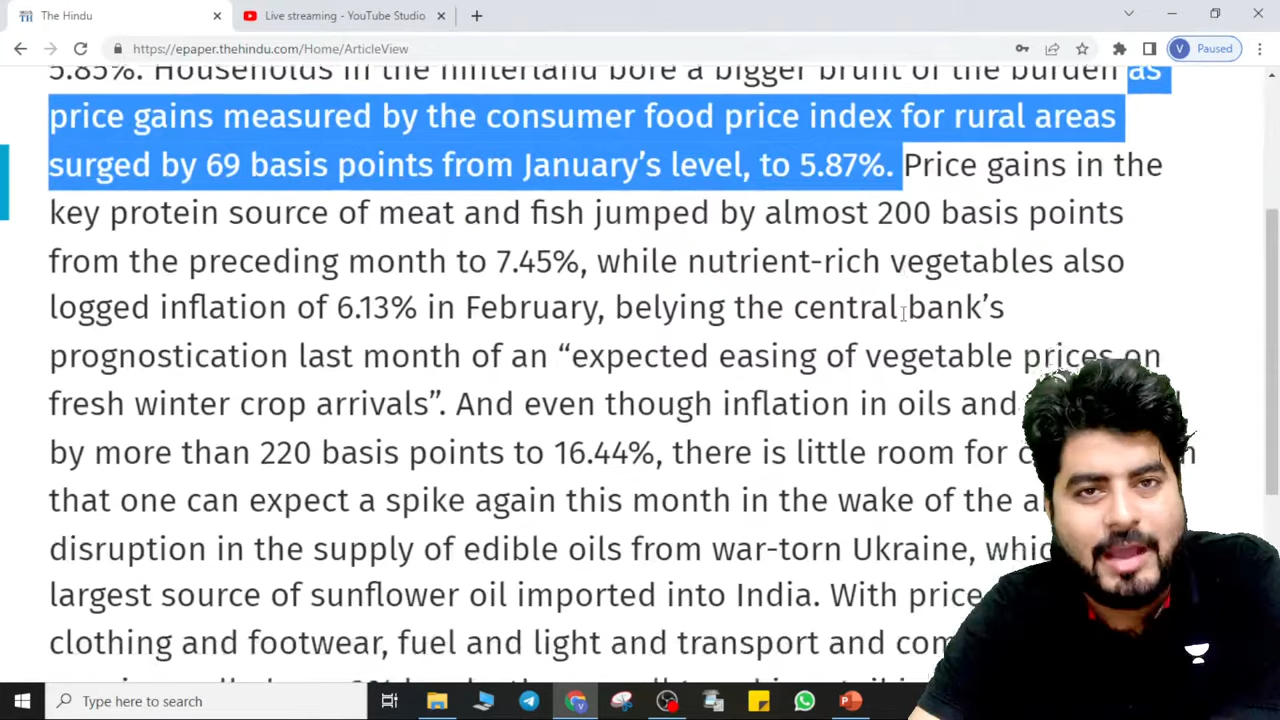 The Hindu
Live streaming - YouTube Studio
https://epaper.thehindu.com/Home/ArticleView
V Paused
5.85%. Households in the hinterland bore a bigger brunt of the burden as
price gains measured by the consumer food price index for rural areas
surged by 69 basis points from January's level, to 5.87%. Price gains in the
key protein source of meat and fish jumped by almost 200 basis points
from the preceding month to 7.45%, while nutrient-rich vegetables also
logged inflation of 6.13% in February, belying the central bank's
prognostication last month of an “expected easing of vegetable prices on
fresh winter crop arrivals”. And even though inflation in oils and
by more than 220 basis points to 16.44%, there is little room for
that one can expect a spike again this month in the wake of the
disruption in the supply of edible oils from war-torn Ukraine,
largest source of sunflower oil imported into India. With
clothing and footwear, fuel and light and transport and
Type here to search